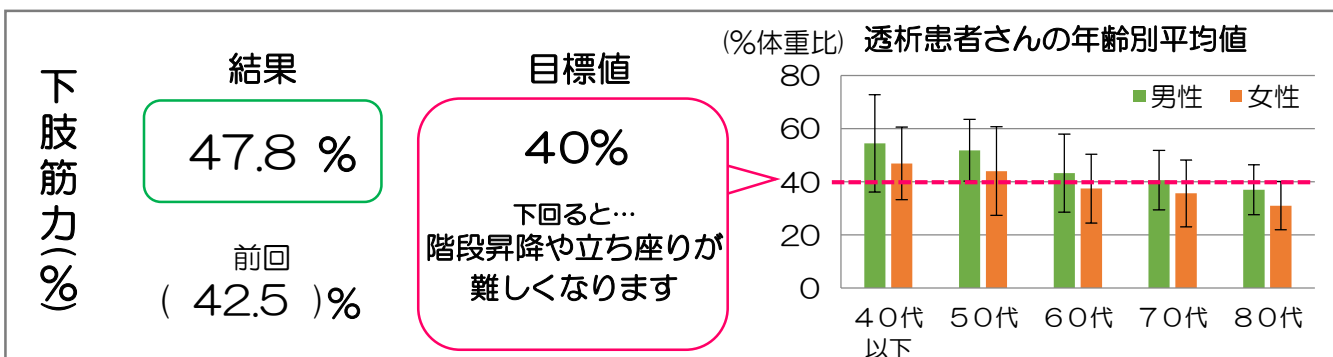 下肢筋力(%)
結果
47.8 %
前回
( 42.5 )%
目標値
40%
下回ると…
階段昇降や立ち座りが
難しくなります
(%体重比) 透析患者さんの年齢別平均値
80
60
40
20
0
■男性 ■女性
40代以下
50代
60代
70代
80代